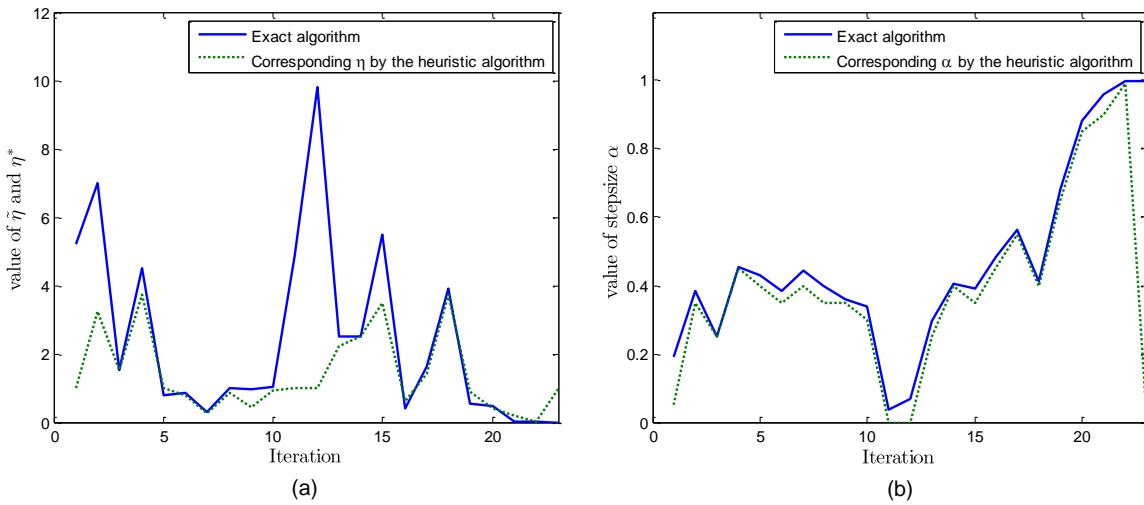 12
10
8
6
4
2
0
0
5
10
15
20
value of η̃ and η*
Iteration
Exact algorithm
Corresponding η by the heuristic algorithm
(a)
1
0.8
0.6
0.4
0.2
0
0
5
10
15
20
value of stepsize α
Iteration
Exact algorithm
Corresponding α by the heuristic algorithm
(b)